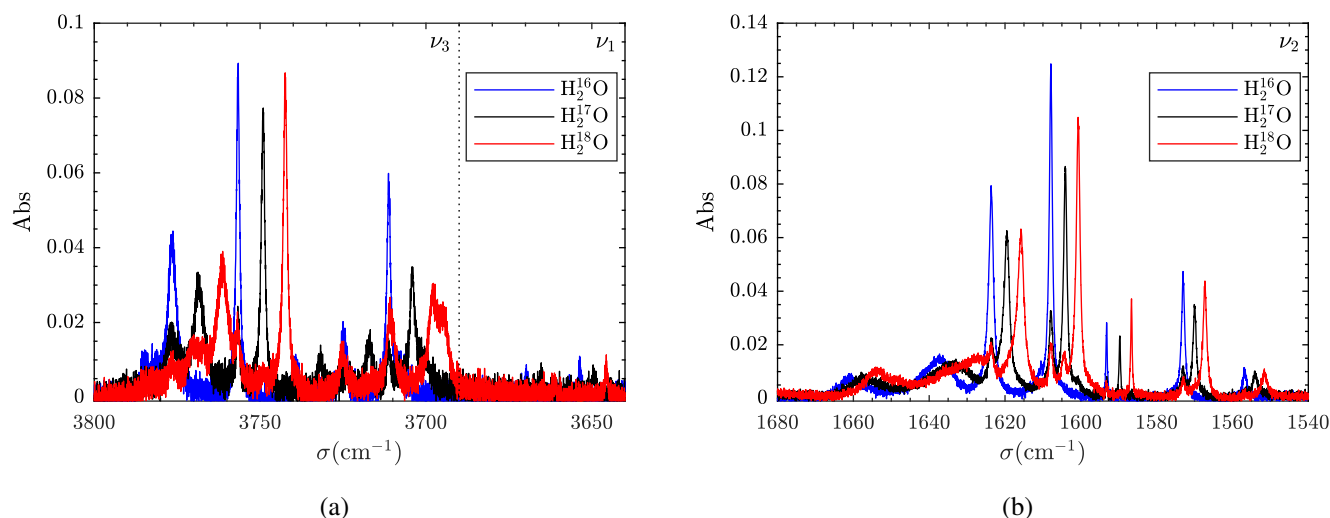 0.1
0.08
0.06
0.04
0.02
0
Abs
3800
3750
3700
3650
σ(cm⁻¹)
ν₃
ν₁
H₂¹⁶O
H₂¹⁷O
H₂¹⁸O
(a)
0.14
0.12
0.1
0.08
0.06
0.04
0.02
0
Abs
1680
1660
1640
1620
1600
1580
1560
1540
σ(cm⁻¹)
ν₂
H₂¹⁶O
H₂¹⁷O
H₂¹⁸O
(b)